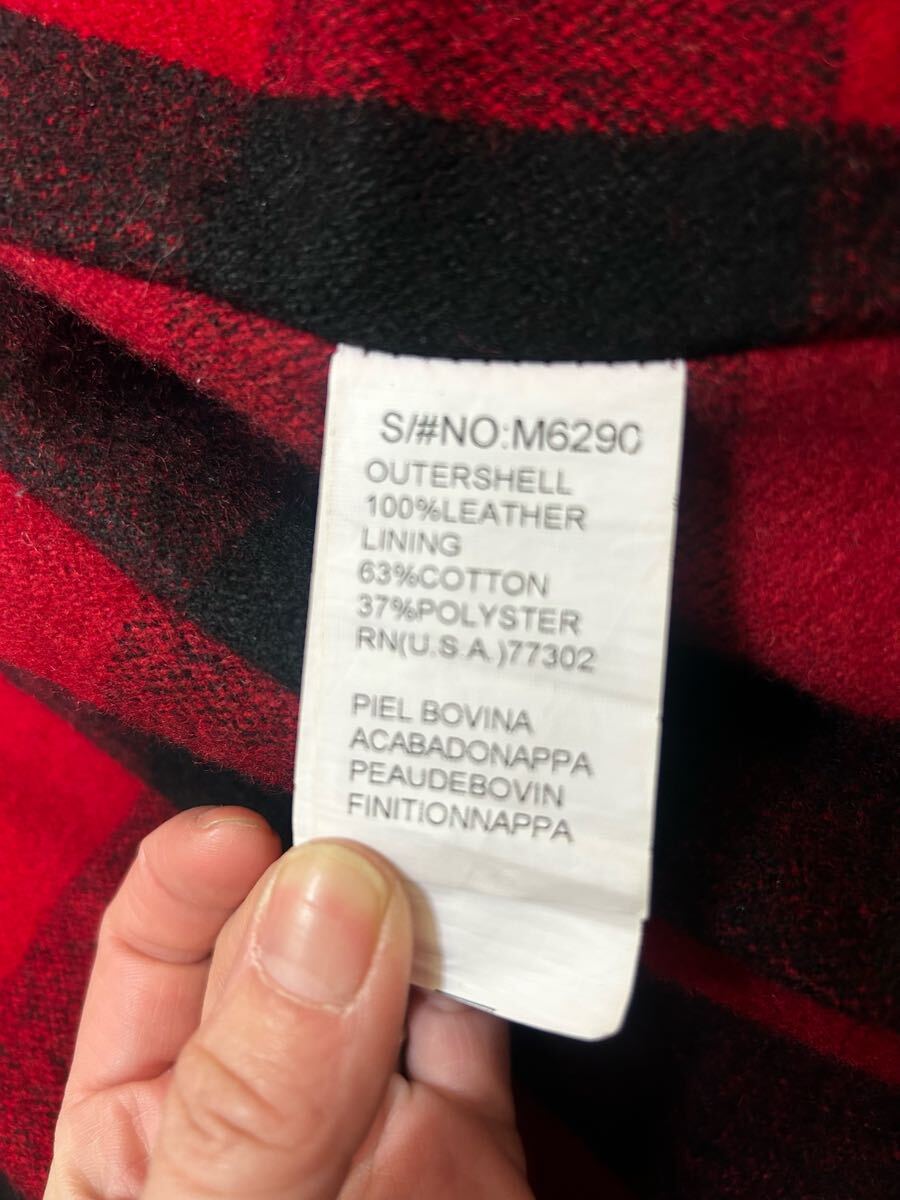 S/#NO:M6290
OUTERSHELL
100%LEATHER
LINING
63%COTTON
37%POLYSTER
RN(U.S.A.)77302
PIEL BOVINA
ACABADONAPPA
PEAUDEBOVIN
FINITIONNAPPA